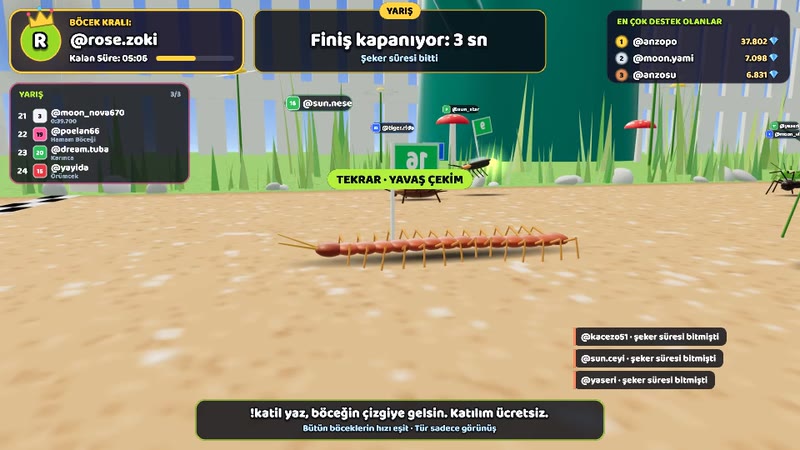 BÖCEK KRALI:
R
@rose.zoki
Kalan Süre: 05:06
YARIŞ
Finiş kapanıyor: 3 sn
Şeker süresi bitti
EN ÇOK DESTEK OLANLAR
1 @anzopo 37.802
2 @moon.yami 7.098
3 @anzosu 6.831
YARIŞ 3/3
21 3 @moon_nova670
0:39.700
22 19 @poelan66
Hamam Böceği
23 20 @dream.tuba
Karınca
24 15 @yayida
Örümcek
16 @sun.nese
@tiger.ride
@sun_star
16
TEKRAR · YAVAŞ ÇEKİM
@kacezo51 · şeker süresi bitmişti
@sun.ceyi · şeker süresi bitmişti
@yaseri · şeker süresi bitmişti
!katil yaz, böceğin çizgiye gelsin. Katılım ücretsiz.
Bütün böceklerin hızı eşit · Tür sadece görünüş